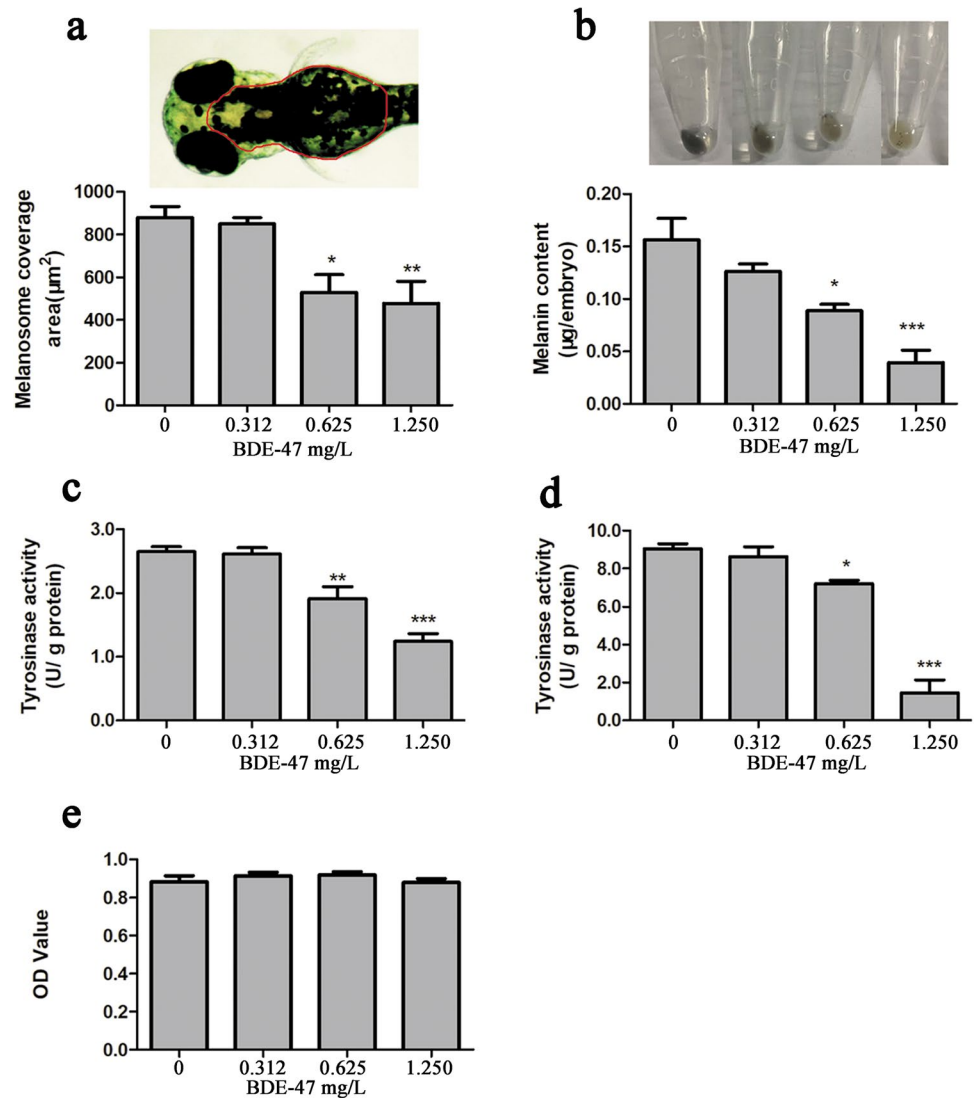 a
Melanosome coverage
area(μm²)
1000
800
600
400
200
0
*
**
0 0.312 0.625 1.250
BDE-47 mg/L
b
Melanin content
(μg/embryo)
0.20
0.15
0.10
0.05
0.00
*
***
0 0.312 0.625 1.250
BDE-47 mg/L
c
Tyrosinase activity
(U/ g protein)
3.0
2.0
1.0
0.0
**
***
0 0.312 0.625 1.250
BDE-47 mg/L
d
Tyrosinase activity
(U/ g protein)
10.0
8.0
6.0
4.0
2.0
0.0
*
***
0 0.312 0.625 1.250
BDE-47 mg/L
e
OD Value
1.0
0.8
0.6
0.4
0.2
0.0
0 0.312 0.625 1.250
BDE-47 mg/L